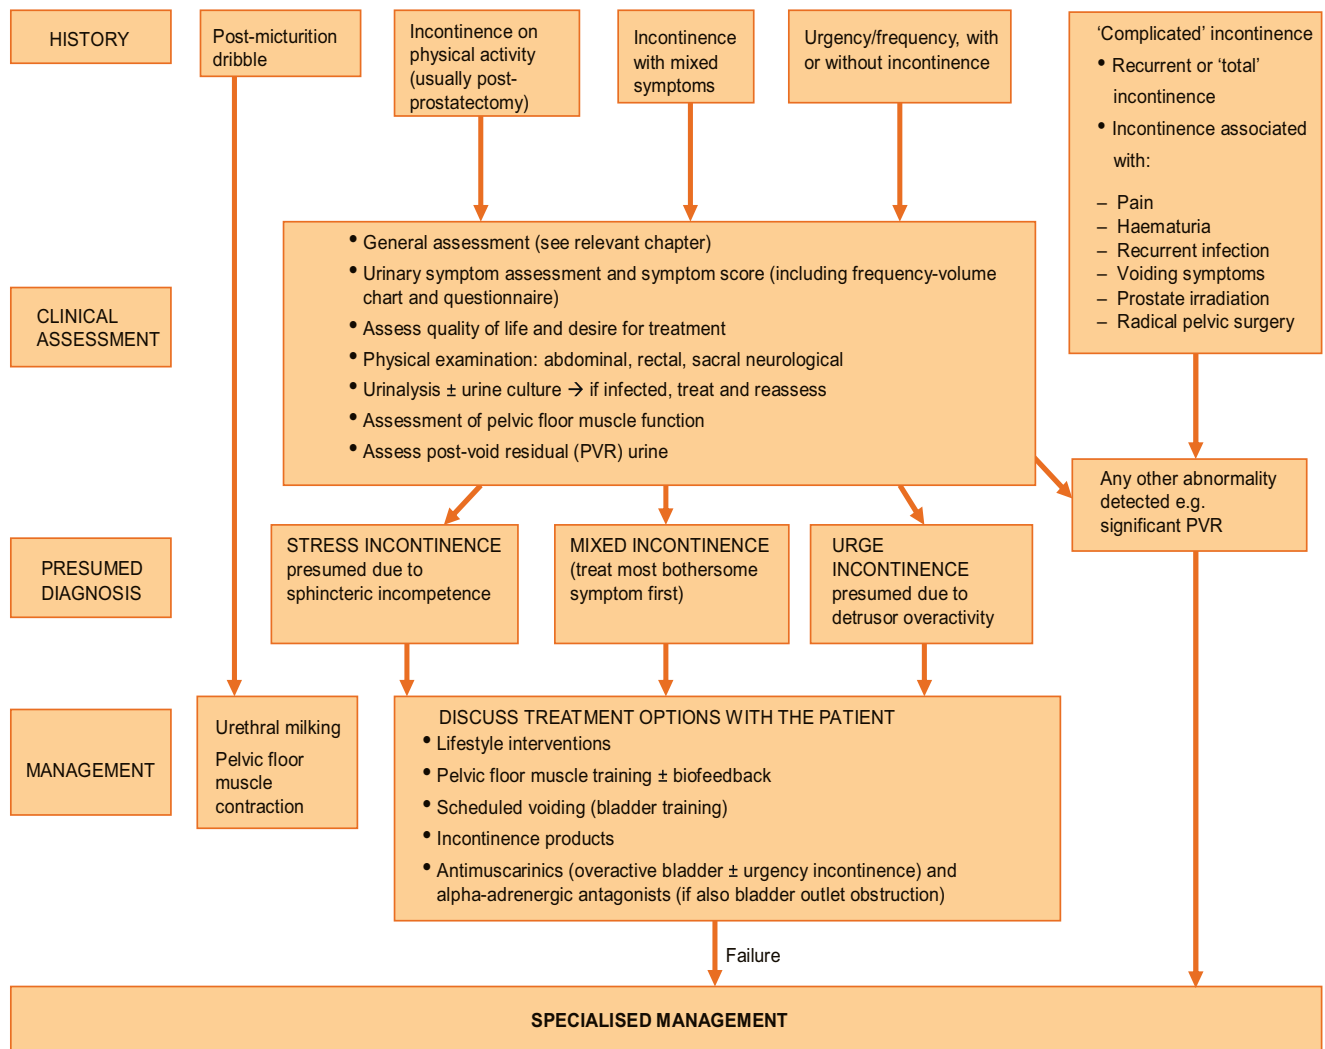 HISTORY
Post-micturition
dribble
Incontinence on
physical activity
(usually post-
prostatectomy)
Incontinence
with mixed
symptoms
Urgency/frequency, with
or without incontinence
‘Complicated’ incontinence
• Recurrent or ‘total’
incontinence
• Incontinence associated
with:
– Pain
– Haematuria
– Recurrent infection
– Voiding symptoms
– Prostate irradiation
– Radical pelvic surgery
CLINICAL
ASSESSMENT
• General assessment (see relevant chapter)
• Urinary symptom assessment and symptom score (including frequency-volume
chart and questionnaire)
• Assess quality of life and desire for treatment
• Physical examination: abdominal, rectal, sacral neurological
• Urinalysis ± urine culture → if infected, treat and reassess
• Assessment of pelvic floor muscle function
• Assess post-void residual (PVR) urine
Any other abnormality
detected e.g.
significant PVR
PRESUMED
DIAGNOSIS
STRESS INCONTINENCE
presumed due to
sphincteric incompetence
MIXED INCONTINENCE
(treat most bothersome
symptom first)
URGE
INCONTINENCE
presumed due to
detrusor overactivity
MANAGEMENT
Urethral milking
Pelvic floor
muscle
contraction
DISCUSS TREATMENT OPTIONS WITH THE PATIENT
• Lifestyle interventions
• Pelvic floor muscle training ± biofeedback
• Scheduled voiding (bladder training)
• Incontinence products
• Antimuscarinics (overactive bladder ± urgency incontinence) and
alpha-adrenergic antagonists (if also bladder outlet obstruction)
Failure
SPECIALISED MANAGEMENT